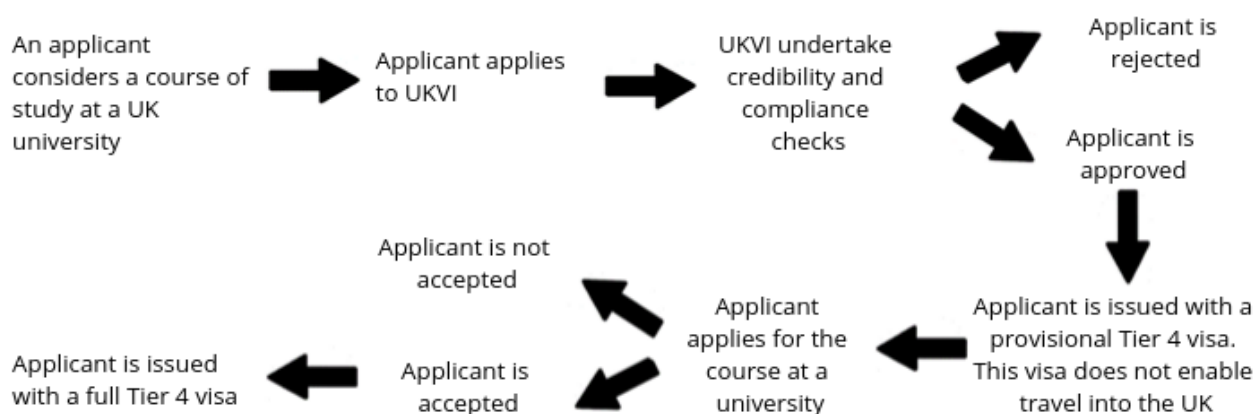 An applicant
considers a course of
study at a UK
university
Applicant applies
to UKVI
UKVI undertake
credibility and
compliance
checks
Applicant is
rejected
Applicant is
approved
Applicant is issued with a
provisional Tier 4 visa.
This visa does not enable
travel into the UK
Applicant
applies for the
course at a
university
Applicant is not
accepted
Applicant is
accepted
Applicant is issued
with a full Tier 4 visa